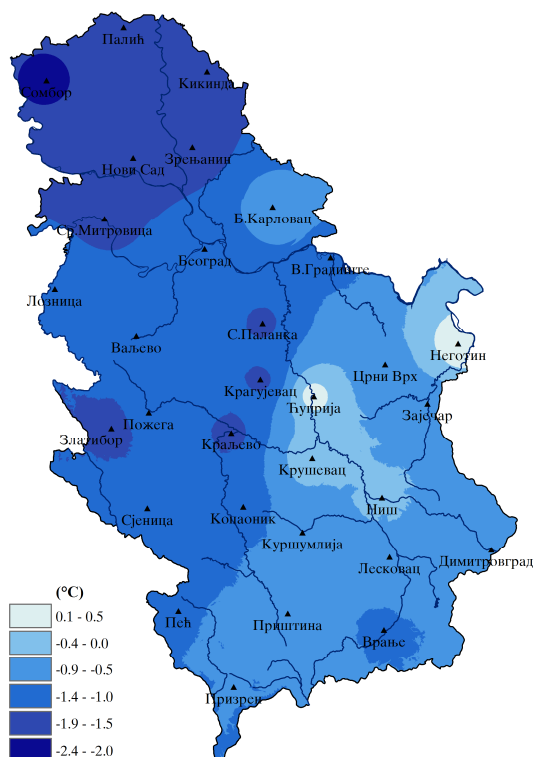 Палић
Кикинда
Сомбор
Зрењанин
Нови Сад
Б.Карловац
Ср.Митровица
Београд
В.Градиште
Лозница
С.Паланка
Ваљево
Неготин
Црни Врх
Крагујевац
Ћуприја
Зајечар
Пожега
Златибор
Краљево
Крушевац
Ниш
Сјеница
Копаоник
Куршумлија
Димитровград
Лесковац
(°C)
0.1 - 0.5
Пећ
Приштина
-0.4 - 0.0
Врање
-0.9 - -0.5
-1.4 - -1.0
Призрен
-1.9 - -1.5
-2.4 - -2.0